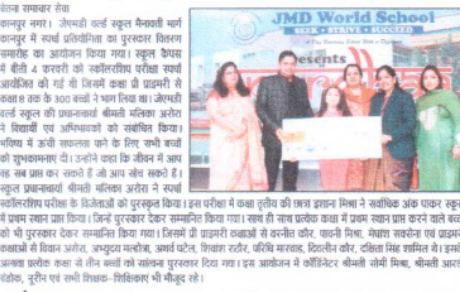 चेतना समाचार सेवा
कानपुर नगर। जेएमडी वर्ल्ड स्कूल मैनावती मार्ग
कानपुर में स्पर्धा प्रतियोगिता का पुरस्कार वितरण
समारोह का आयोजन किया गया। स्कूल कैंपस
में बीती 4 फरवरी को स्कॉलरशिप परीक्षा स्पर्धा
आयोजित की गई थी जिसमें कक्षा प्री प्राइमरी से
कक्षा 8 तक के 300 बच्चों ने भाग लिया था। जेएमडी
वर्ल्ड स्कूल की प्रधानाचार्या श्रीमती मलिका अरोरा
ने विद्यार्थी एवं अभिभावकों को संबोधित किया।
भविष्य में ऊंची सफलता पाने के लिए सभी बच्चों
को शुभकामनाएं दी। उन्होंने कहा कि जीवन में आप
वह सब प्राप्त कर सकते हैं जो आप सोच सकते हैं।
स्कूल प्रधानाचार्या श्रीमती मलिका अरोरा ने स्पर्धा
स्कॉलरशिप परीक्षा के विजेताओं को पुरस्कृत किया। इस परीक्षा में कक्षा तृतीय की छात्रा इशाना मिश्रा ने सर्वाधिक अंक पाकर स्कूल
में प्रथम स्थान प्राप्त किया। जिन्हें पुरस्कार देकर सम्मानित किया गया। साथ ही साथ प्रत्येक कक्षा में प्रथम स्थान प्राप्त करने वाले बच्चों
को भी पुरस्कार देकर सम्मानित किया गया। जिसमें प्री प्राइमरी कक्षाओं से वरनीत कौर, पावनी मिश्रा, मेघांश सक्सेना एवं प्राइमरी
कक्षाओं से विवान अरोरा, अभ्युदय मल्होत्रा, अथर्व पटेल, शिवांश राठौर, परिधि मारवाड़, दिवलीन कौर, दक्षिता सिंह शामिल थे। इसके
अलावा प्रत्येक कक्षा से तीन बच्चों को सांत्वना पुरस्कार दिया गया। इस आयोजन में कॉर्डिनेटर श्रीमती सोमी मिश्रा, श्रीमती आरती
चंडोक, नूरीन एवं सभी शिक्षक-शिक्षिकाएं भी मौजूद रहे।
JMD World School
SEEK • STRIVE • SUCCEED
Presents